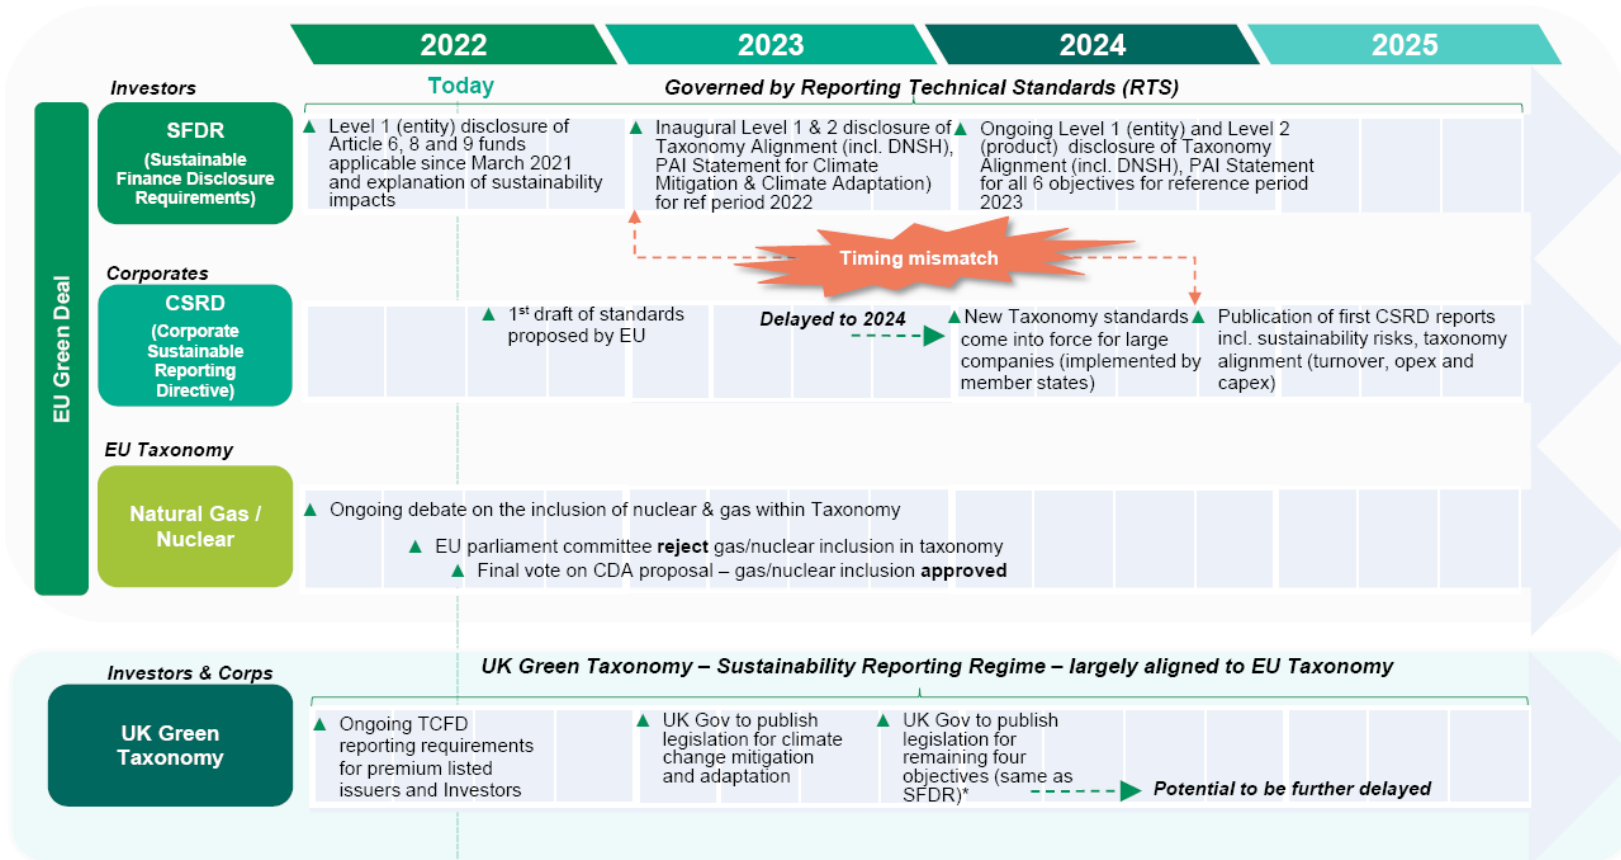 2022
2023
2024
2025
Investors
Today
Governed by Reporting Technical Standards (RTS)
EU Green Deal
SFDR
(Sustainable
Finance Disclosure
Requirements)
Level 1 (entity) disclosure of
Article 6, 8 and 9 funds
applicable since March 2021
and explanation of sustainability
impacts
Inaugural Level 1 & 2 disclosure of
Taxonomy Alignment (incl. DNSH),
PAI Statement for Climate
Mitigation & Climate Adaptation)
for ref period 2022
Ongoing Level 1 (entity) and Level 2
(product) disclosure of Taxonomy
Alignment (incl. DNSH), PAI Statement
for all 6 objectives for reference period
2023
Timing mismatch
Corporates
CSRD
(Corporate
Sustainable
Reporting
Directive)
1st draft of standards
proposed by EU
Delayed to 2024
New Taxonomy standards
come into force for large
companies (implemented by
member states)
Publication of first CSRD reports
incl. sustainability risks, taxonomy
alignment (turnover, opex and
capex)
EU Taxonomy
Natural Gas /
Nuclear
Ongoing debate on the inclusion of nuclear & gas within Taxonomy
EU parliament committee reject gas/nuclear inclusion in taxonomy
Final vote on CDA proposal – gas/nuclear inclusion approved
Investors & Corps
UK Green Taxonomy – Sustainability Reporting Regime – largely aligned to EU Taxonomy
UK Green
Taxonomy
Ongoing TCFD
reporting requirements
for premium listed
issuers and Investors
UK Gov to publish
legislation for climate
change mitigation
and adaptation
UK Gov to publish
legislation for
remaining four
objectives (same as
SFDR)*
Potential to be further delayed